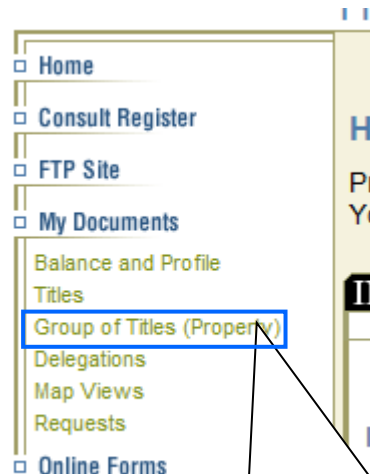 Home
Consult Register
FTP Site
My Documents
Balance and Profile
Titles
Group of Titles (Property)
Delegations
Map Views
Requests
Online Forms